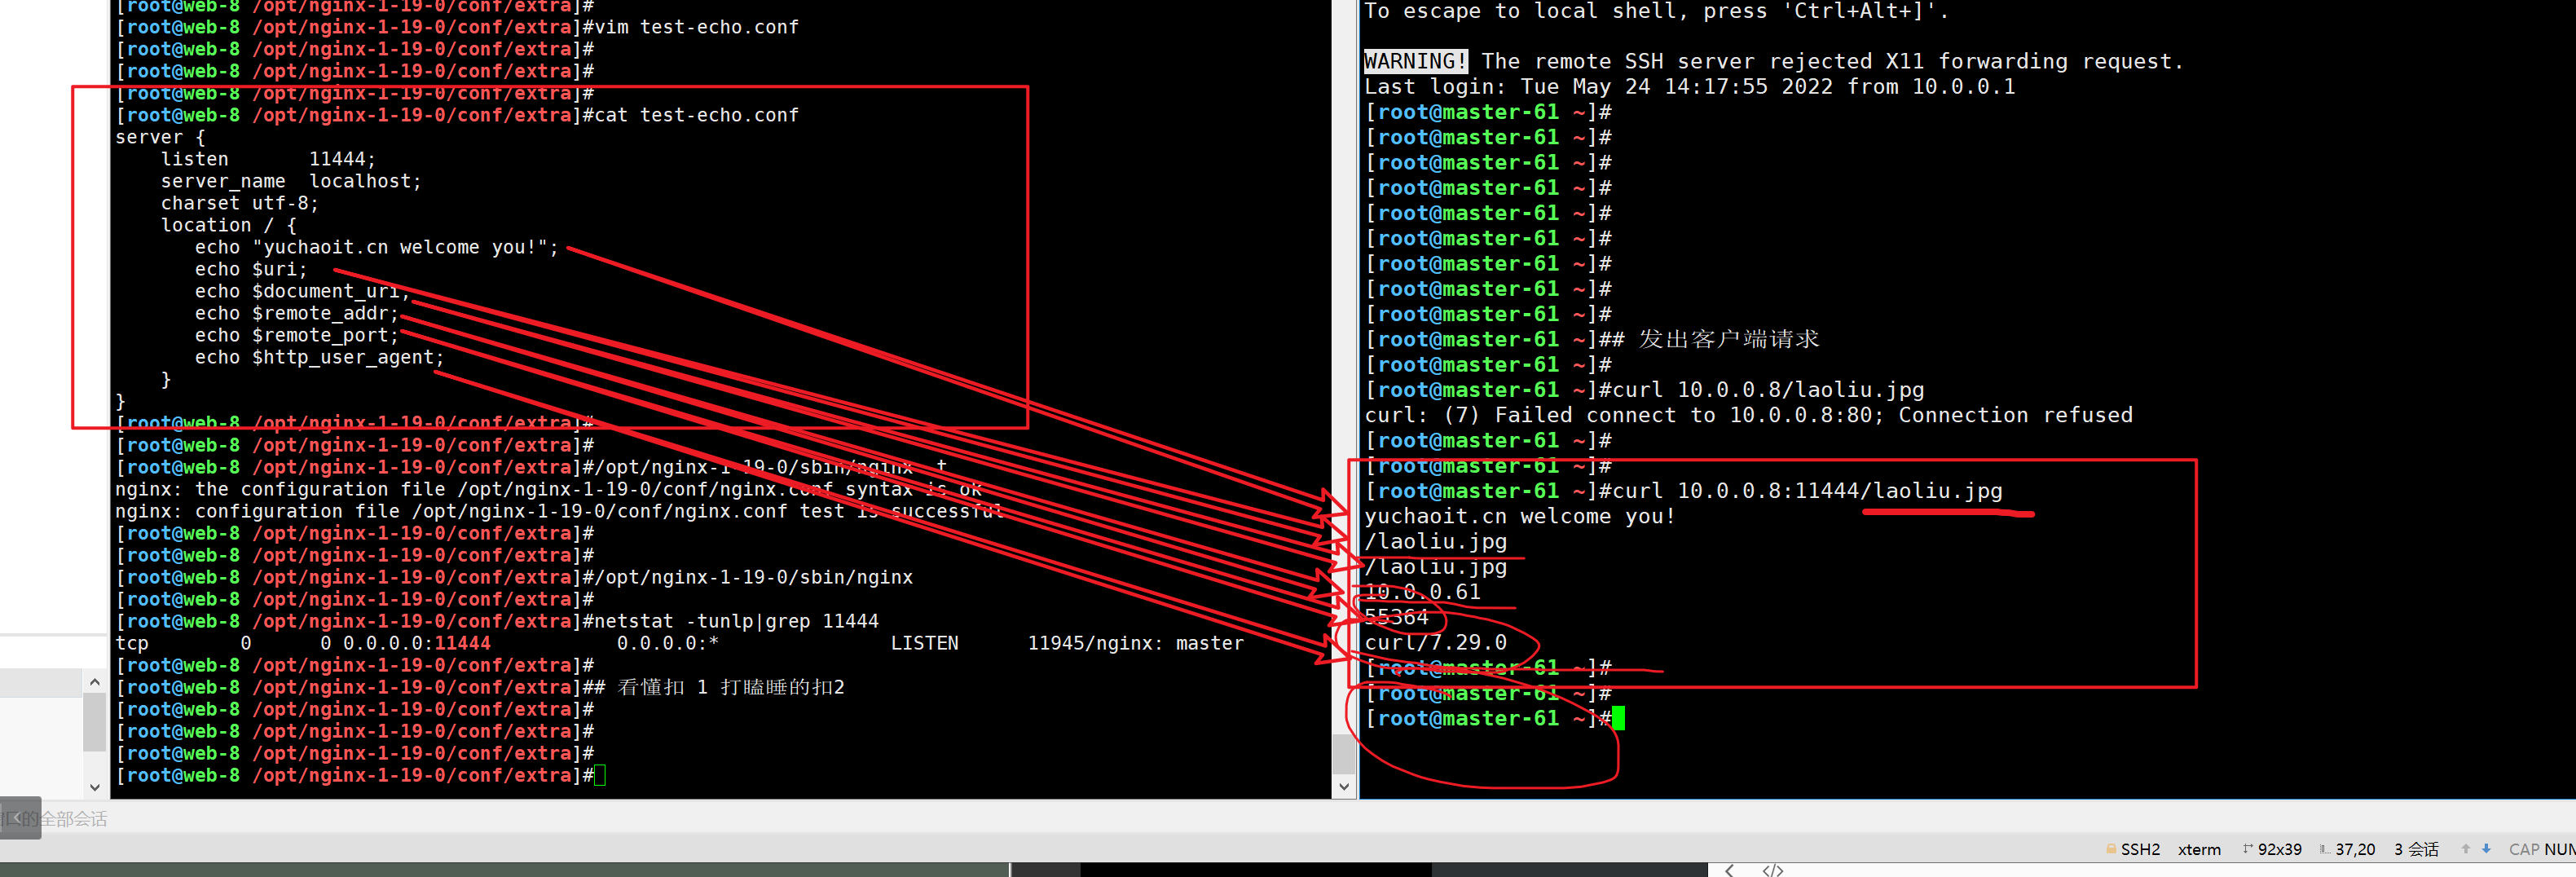 [root@web-8 /opt/nginx-1-19-0/conf/extra]#
[root@web-8 /opt/nginx-1-19-0/conf/extra]#vim test-echo.conf
[root@web-8 /opt/nginx-1-19-0/conf/extra]#
[root@web-8 /opt/nginx-1-19-0/conf/extra]#
[root@web-8 /opt/nginx-1-19-0/conf/extra]#
[root@web-8 /opt/nginx-1-19-0/conf/extra]#cat test-echo.conf
server {
    listen       11444;
    server_name  localhost;
    charset utf-8;
    location / {
       echo "yuchaoit.cn welcome you!";
       echo $uri;
       echo $document_uri;
       echo $remote_addr;
       echo $remote_port;
       echo $http_user_agent;
    }
}
[root@web-8 /opt/nginx-1-19-0/conf/extra]#
[root@web-8 /opt/nginx-1-19-0/conf/extra]#
[root@web-8 /opt/nginx-1-19-0/conf/extra]#/opt/nginx-1-19-0/sbin/nginx -t
nginx: the configuration file /opt/nginx-1-19-0/conf/nginx.conf syntax is ok
nginx: configuration file /opt/nginx-1-19-0/conf/nginx.conf test is successful
[root@web-8 /opt/nginx-1-19-0/conf/extra]#
[root@web-8 /opt/nginx-1-19-0/conf/extra]#
[root@web-8 /opt/nginx-1-19-0/conf/extra]#/opt/nginx-1-19-0/sbin/nginx
[root@web-8 /opt/nginx-1-19-0/conf/extra]#
[root@web-8 /opt/nginx-1-19-0/conf/extra]#netstat -tunlp|grep 11444
tcp        0      0 0.0.0.0:11444           0.0.0.0:*               LISTEN      11945/nginx: master
[root@web-8 /opt/nginx-1-19-0/conf/extra]#
[root@web-8 /opt/nginx-1-19-0/conf/extra]## 看懂扣 1 打瞌睡的扣2
[root@web-8 /opt/nginx-1-19-0/conf/extra]#
[root@web-8 /opt/nginx-1-19-0/conf/extra]#
[root@web-8 /opt/nginx-1-19-0/conf/extra]#
[root@web-8 /opt/nginx-1-19-0/conf/extra]#
To escape to local shell, press 'Ctrl+Alt+]'.
WARNING! The remote SSH server rejected X11 forwarding request.
Last login: Tue May 24 14:17:55 2022 from 10.0.0.1
[root@master-61 ~]#
[root@master-61 ~]#
[root@master-61 ~]#
[root@master-61 ~]#
[root@master-61 ~]#
[root@master-61 ~]#
[root@master-61 ~]#
[root@master-61 ~]#
[root@master-61 ~]#
[root@master-61 ~]## 发出客户端请求
[root@master-61 ~]#
[root@master-61 ~]#curl 10.0.0.8/laoliu.jpg
curl: (7) Failed connect to 10.0.0.8:80; Connection refused
[root@master-61 ~]#
[root@master-61 ~]#
[root@master-61 ~]#curl 10.0.0.8:11444/laoliu.jpg
yuchaoit.cn welcome you!
/laoliu.jpg
/laoliu.jpg
10.0.0.61
55364
curl/7.29.0
[root@master-61 ~]#
[root@master-61 ~]#
[root@master-61 ~]#
的全部会话
SSH2 xterm 92x39 37,20 3 会话 CAP NUM